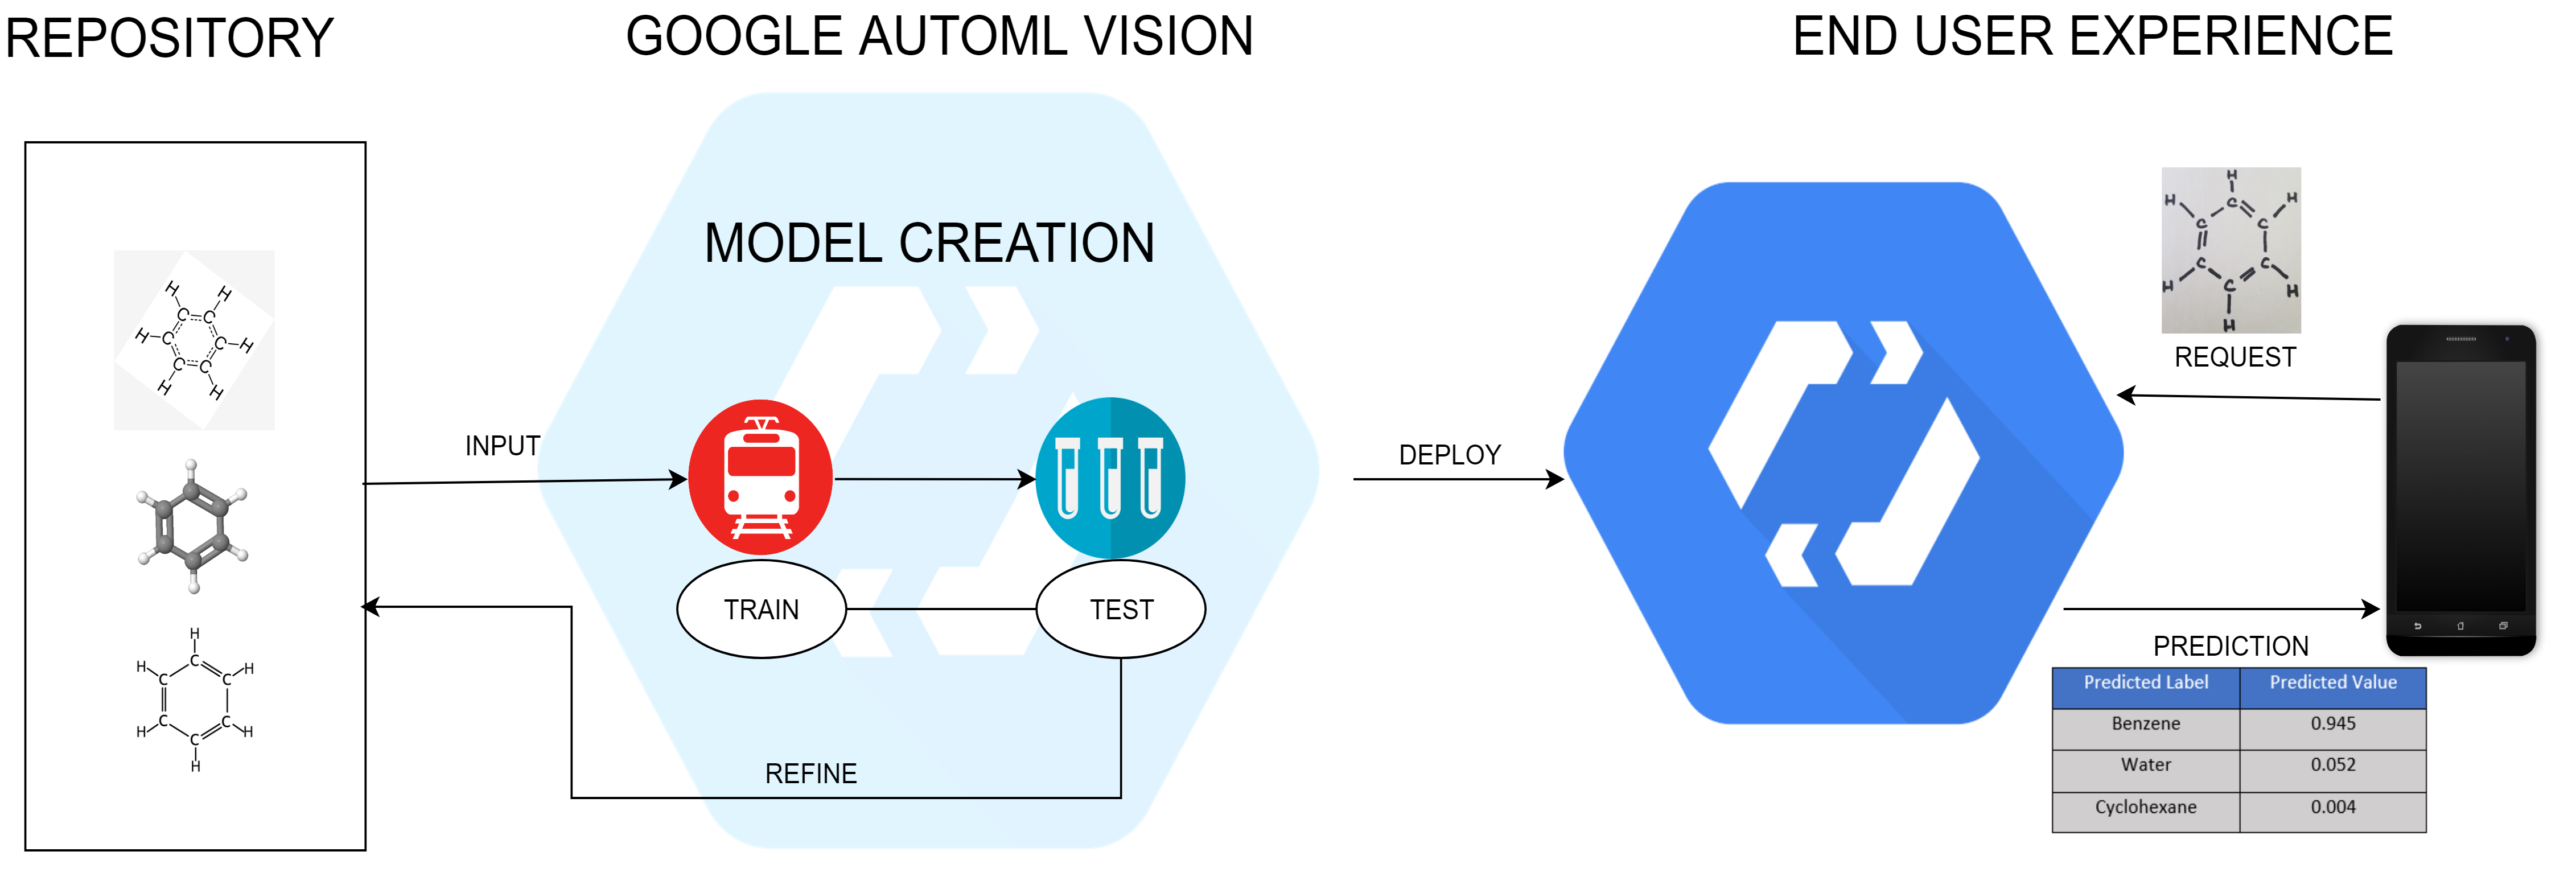 REPOSITORY
GOOGLE AUTOML VISION
END USER EXPERIENCE
H
H
C
C
H
C
C
H
C
C
H
H
H
H
C
H
C
C
H
C
C
H
C
H
INPUT
MODEL CREATION
TRAIN
TEST
REFINE
DEPLOY
H
H
C
H
C
C
C
C
H
C
H
H
REQUEST
PREDICTION
Predicted Label Predicted Value
Benzene 0.945
Water 0.052
Cyclohexane 0.004